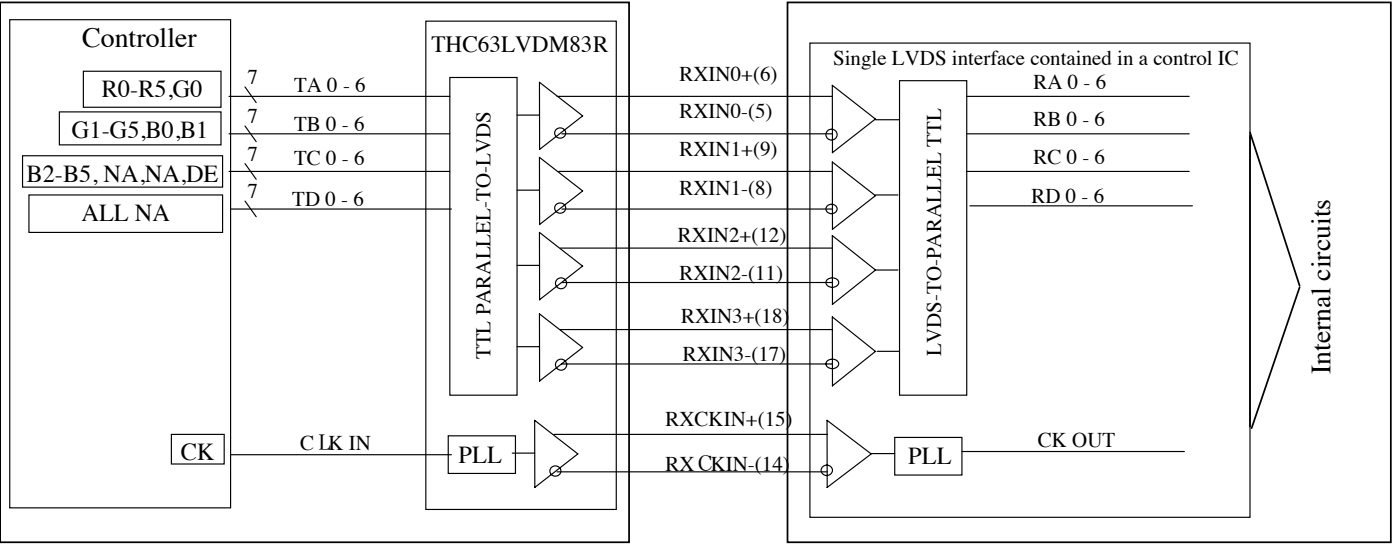 Controller
R0-R5,G0
G1-G5,B0,B1
B2-B5, NA,NA,DE
ALL NA
CK
7
TA 0 - 6
7
TB 0 - 6
7
TC 0 - 6
7
TD 0 - 6
CLK IN
THC63LVDM83R
TTL PARALLEL-TO-LVDS
PLL
RXIN0+(6)
RXIN0-(5)
RXIN1+(9)
RXIN1-(8)
RXIN2+(12)
RXIN2-(11)
RXIN3+(18)
RXIN3-(17)
RXCKIN+(15)
RXCKIN-(14)
Single LVDS interface contained in a control IC
LVDS-TO-PARALLEL TTL
PLL
RA 0 - 6
RB 0 - 6
RC 0 - 6
RD 0 - 6
CK OUT
Internal circuits